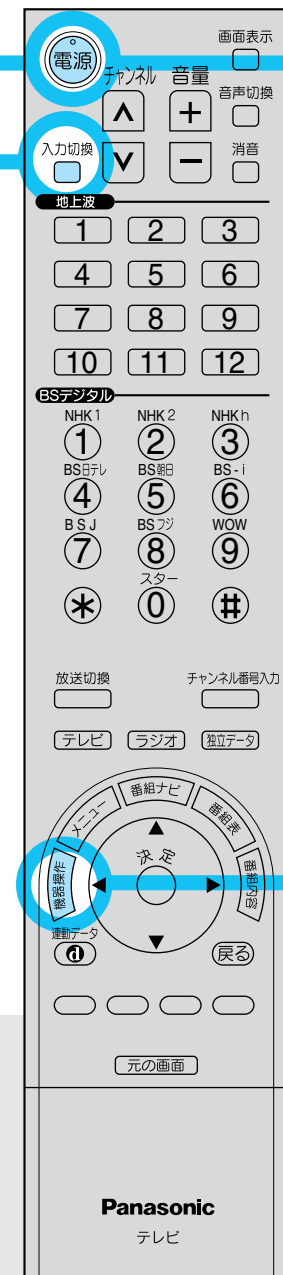 画面表示
電源
チャンネル 音量
音声切換
入力切換
消音
地上波
1 2 3
4 5 6
7 8 9
10 11 12
BSデジタル
NHK1 NHK2 NHKh
1 2 3
BS日テレ BS朝日 BS-i
4 5 6
BSJ BSフジ WOW
7 8 9
スター
* 0 #
放送切換 チャンネル番号入力
テレビ ラジオ 独立データ
番組ナビ
メニュー 番組表
決定
機器操作 番組内容
連動データ
d 戻る
元の画面
Panasonic
テレビ